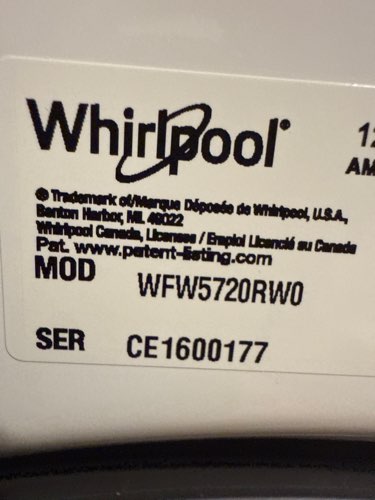 Whirlpool®
12
AM
® Trademark of/Marque Déposée de Whirlpool, U.S.A.,
Benton Harbor, MI. 49022
Whirlpool Canada, Licensee / Emploi Licencié au Canada
Pat. www.patent-listing.com
MOD WFW5720RW0
SER CE1600177